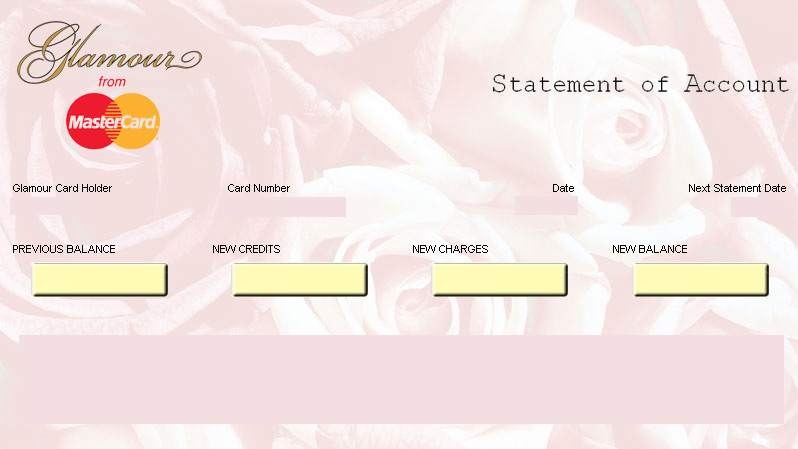 Glamour
from
MasterCard.
Statement of Account
Glamour Card Holder Card Number Date Next Statement Date
PREVIOUS BALANCE NEW CREDITS NEW CHARGES NEW BALANCE